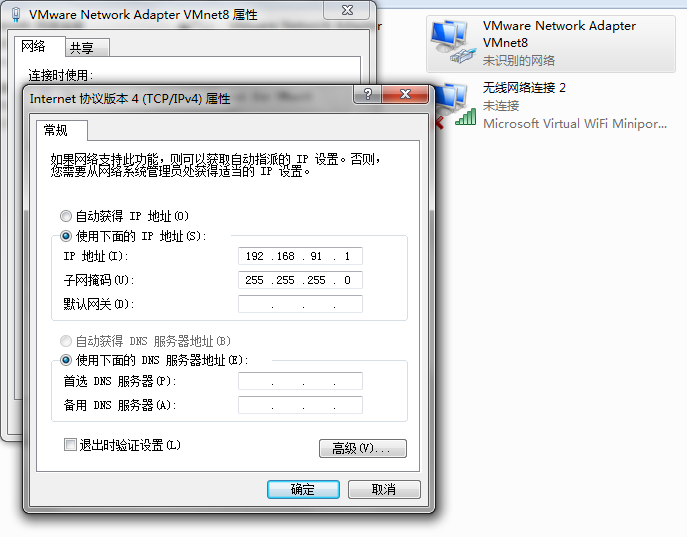 VMware Network Adapter VMnet8 属性
网络
共享
连接时使用:
Internet 协议版本 4 (TCP/IPv4) 属性
常规
如果网络支持此功能，则可以获取自动指派的 IP 设置。否则，
您需要从网络系统管理员处获得适当的 IP 设置。
自动获得 IP 地址(O)
使用下面的 IP 地址(S):
IP 地址(I):
192 .168 . 91 . 1
子网掩码(U):
255 .255 .255 . 0
默认网关(D):
. . .
自动获得 DNS 服务器地址(B)
使用下面的 DNS 服务器地址(E):
首选 DNS 服务器(P):
. . .
备用 DNS 服务器(A):
. . .
退出时验证设置(L)
高级(V)...
确定
取消
VMware Network Adapter
VMnet8
未识别的网络
无线网络连接 2
未连接
Microsoft Virtual WiFi Minipor...